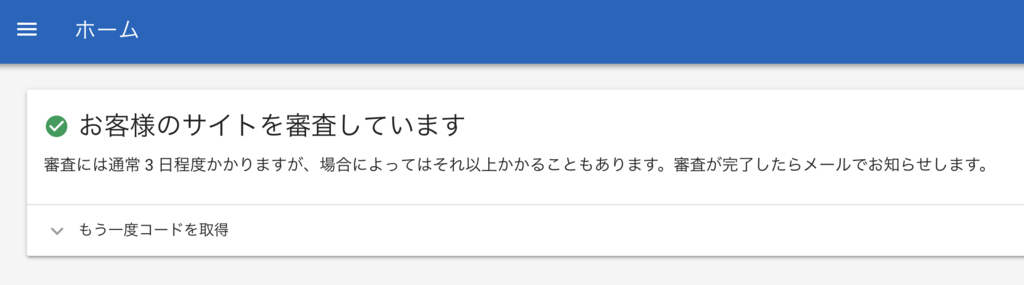 ホーム
お客様のサイトを審査しています
審査には通常 3 日程度かかりますが、場合によってはそれ以上かかることもあります。審査が完了したらメールでお知らせします。
もう一度コードを取得